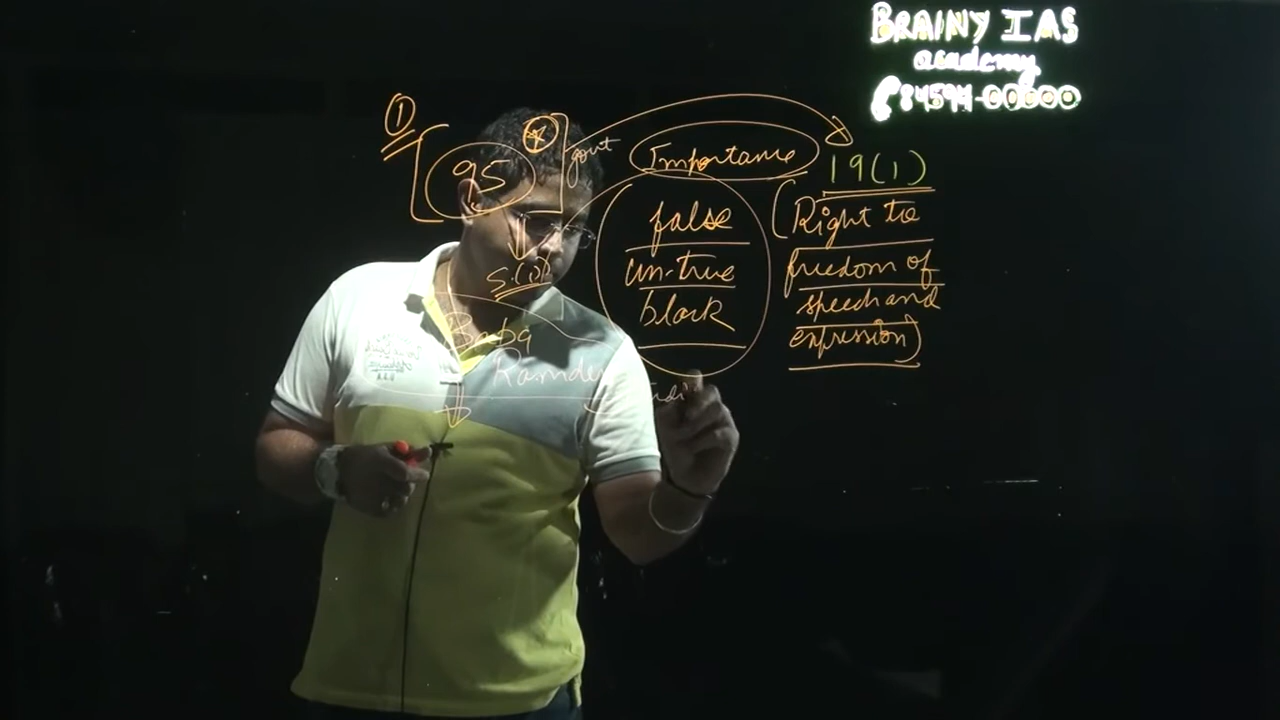 BRAINY IAS
academy
84594-00000
①
95
govt
Importance
19(1)
false
un-true
black
(Right to
freedom of
speech and
expression)
Baba
Ramdev